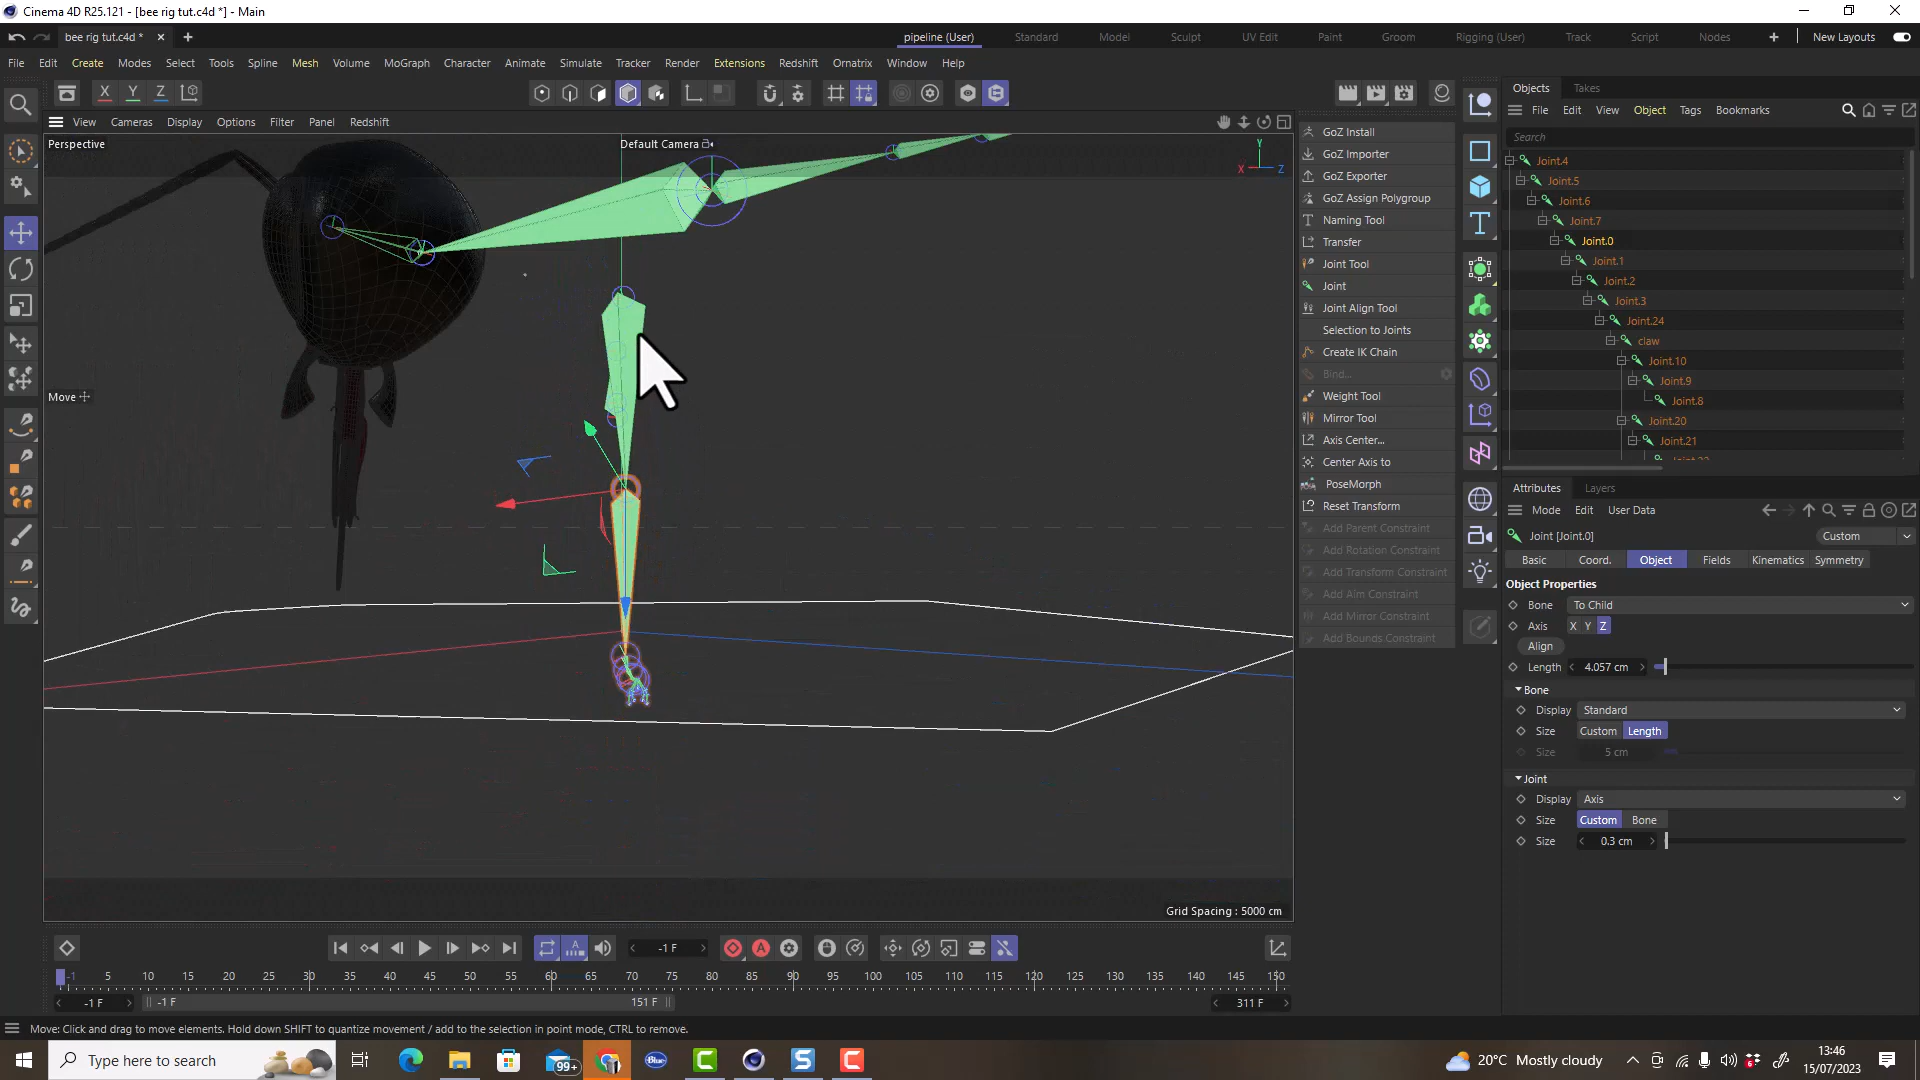 Cinema 4D R25.121 - [bee rig tut.c4d *] - Main
bee rig tut.c4d *
pipeline (User)
Standard
Model
Sculpt
UV Edit
Paint
Groom
Rigging (User)
Track
Script
Nodes
New Layouts
File
Edit
Create
Modes
Select
Tools
Spline
Mesh
Volume
MoGraph
Character
Animate
Simulate
Tracker
Render
Extensions
Redshift
Ornatrix
Window
Help
X Y Z
View
Cameras
Display
Options
Filter
Panel
Redshift
Perspective
Default Camera
Y
X
Z
Move
Grid Spacing : 5000 cm
GoZ Install
GoZ Importer
GoZ Exporter
GoZ Assign Polygroup
Naming Tool
Transfer
Joint Tool
Joint
Joint Align Tool
Selection to Joints
Create IK Chain
Bind...
Weight Tool
Mirror Tool
Axis Center...
Center Axis to
PoseMorph
Reset Transform
Add Parent Constraint
Add Rotation Constraint
Add Transform Constraint
Add Aim Constraint
Add Mirror Constraint
Add Bounds Constraint
Objects
Takes
File
Edit
View
Object
Tags
Bookmarks
Search
Joint.4
Joint.5
Joint.6
Joint.7
Joint.0
Joint.1
Joint.2
Joint.3
Joint.24
claw
Joint.10
Joint.9
Joint.8
Joint.20
Joint.21
Attributes
Layers
Mode
Edit
User Data
Joint [Joint.0]
Custom
Basic
Coord.
Object
Fields
Kinematics
Symmetry
Object Properties
Bone
To Child
Axis
X Y Z
Align
Length
4.057 cm
Bone
Display
Standard
Size
Custom
Length
Size
5 cm
Joint
Display
Axis
Size
Custom
Bone
Size
0.3 cm
-1 F
-1 5 10 15 20 25 30 35 40 45 50 55 60 65 70 75 80 85 90 95 100 105 110 115 120 125 130 135 140 145 150
-1 F
-1 F
151 F
311 F
Move: Click and drag to move elements. Hold down SHIFT to quantize movement / add to the selection in point mode, CTRL to remove.
Type here to search
99+
Blue
20°C Mostly cloudy
13:46
15/07/2023